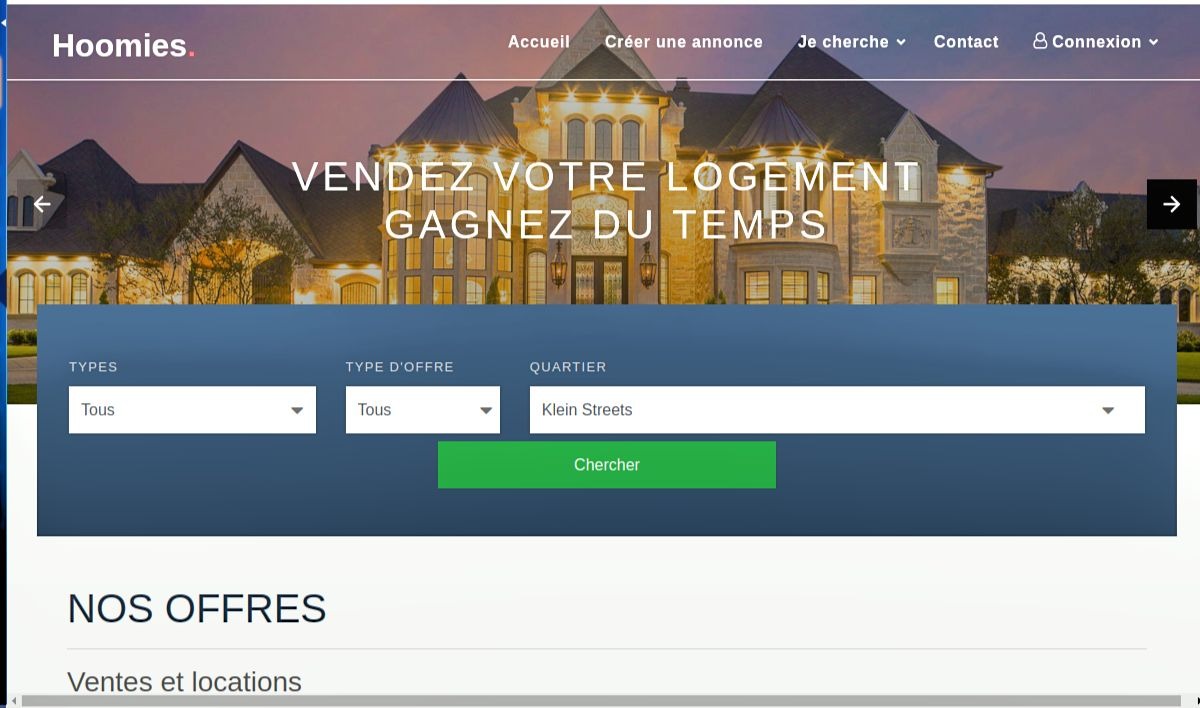 Hoomies.
Accueil Créer une annonce Je cherche Contact Connexion
VENDEZ VOTRE LOGEMENT
GAGNEZ DU TEMPS
TYPES TYPE D'OFFRE QUARTIER
Tous Tous Klein Streets
Chercher
NOS OFFRES
Ventes et locations